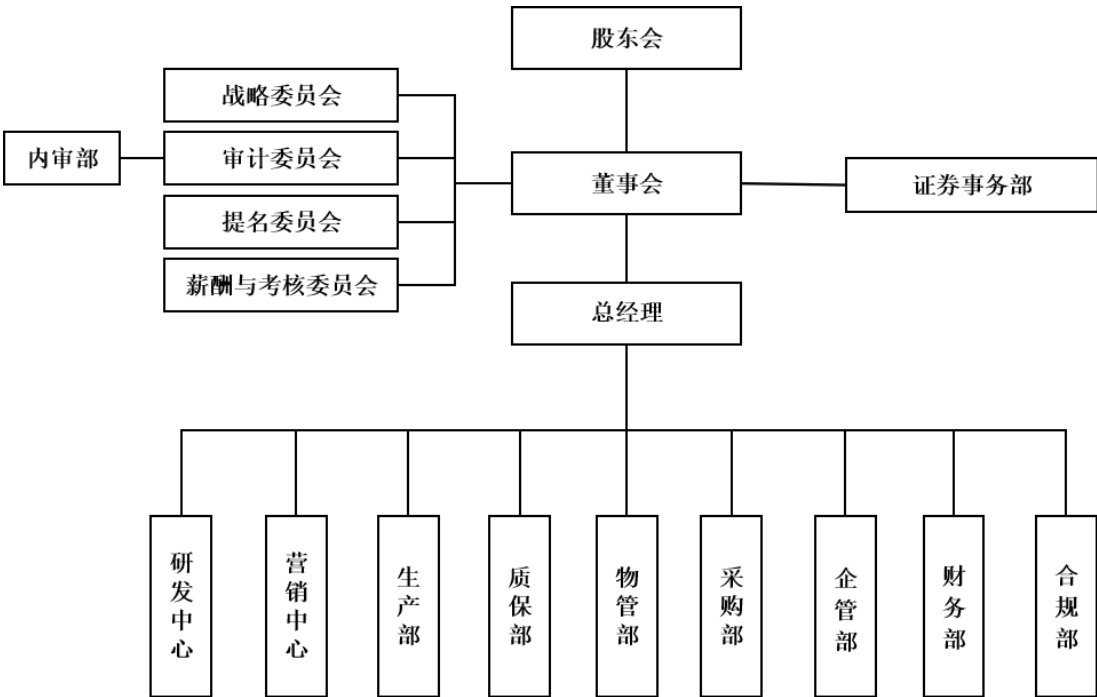 股东会
战略委员会
内审部
审计委员会
董事会
证券事务部
提名委员会
薪酬与考核委员会
总经理
研发中心
营销中心
生产部
质保部
物管部
采购部
企管部
财务部
合规部